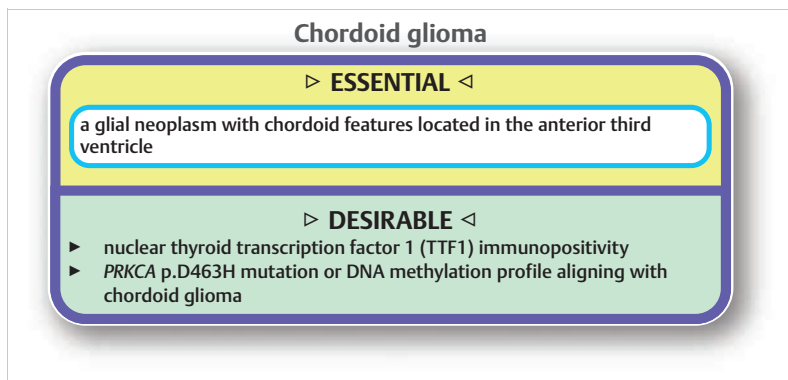 Chordoid glioma
▷ ESSENTIAL ◁
a glial neoplasm with chordoid features located in the anterior third
ventricle
▷ DESIRABLE ◁
► nuclear thyroid transcription factor 1 (TTF1) immunopositivity
► PRKCA p.D463H mutation or DNA methylation profile aligning with
chordoid glioma